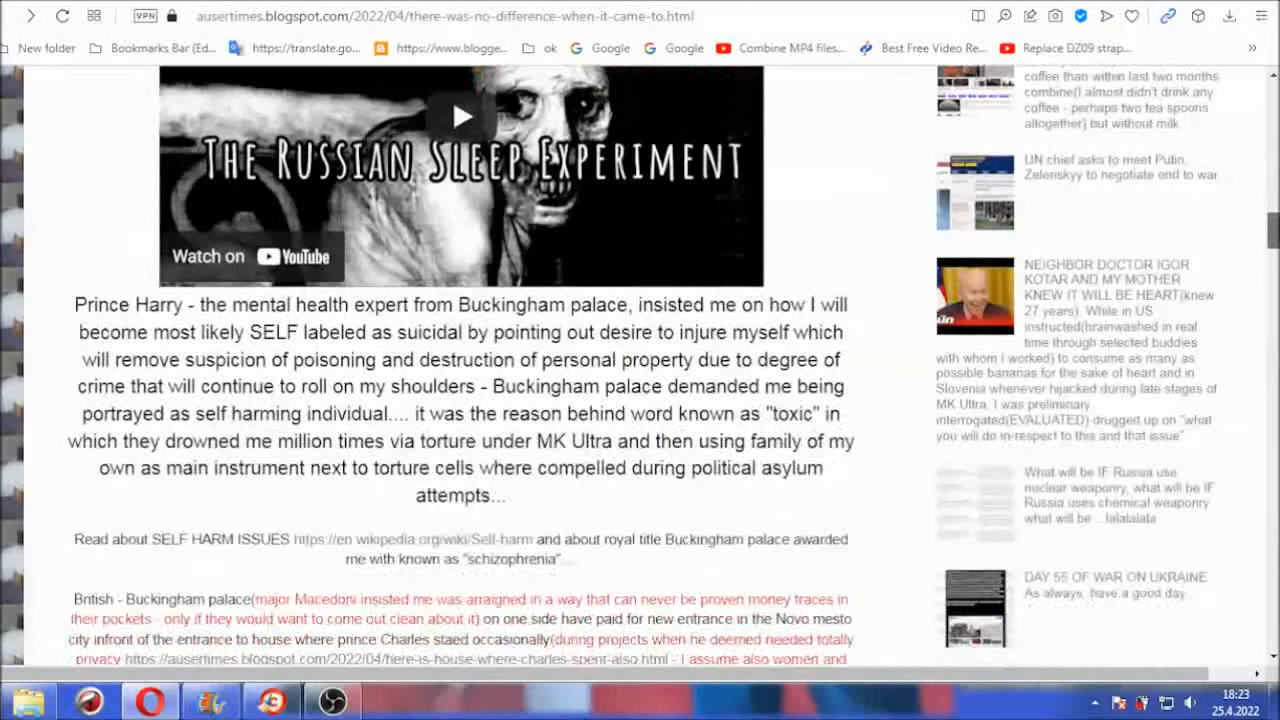 VPN
ausertimes.blogspot.com/2022/04/there-was-no-difference-when-it-came-to.html
New folder
Bookmarks Bar (Ed...
https://translate.go...
https://www.blogge...
ok
Google
Google
Combine MP4 files...
Best Free Video Re...
Replace DZ09 strap...
THE RUSSIAN SLEEP EXPERIMENT
Watch on YouTube
Prince Harry - the mental health expert from Buckingham palace, insisted me on how I will
become most likely SELF labeled as suicidal by pointing out desire to injure myself which
will remove suspicion of poisoning and destruction of personal property due to degree of
crime that will continue to roll on my shoulders - Buckingham palace demanded me being
portrayed as self harming individual.... it was the reason behind word known as "toxic" in
which they drowned me million times via torture under MK Ultra and then using family of my
own as main instrument next to torture cells where compelled during political asylum
attempts...
Read about SELF HARM ISSUES https://en.wikipedia.org/wiki/Self-harm and about royal title Buckingham palace awarded
me with known as "schizophrenia"...
British - Buckingham palace insisted me was arraigned in a way that can never be proven money traces in
their pockets - only if they would want to come out clean about it) on one side have paid for new entrance in the Novo mesto
city infront of the entrance to where prince Charles staed occasionally(during projects when he deemed needed totally
privacy https://ausertimes.blogspot.com/2022/04/here-is-house-where-charles-spent-also.html - I assume also women and
coffee than within last two months
combine(I almost didn't drink any
coffee - perhaps two tea spoons
altogether) but without milk
UN chief asks to meet Putin,
Zelenskyy to negotiate end to war
NEIGHBOR DOCTOR IGOR
KOTAR AND MY MOTHER
KNEW IT WILL BE HEART(knew
27 years). While in US
instructed(brainwashed in real
time through selected buddies
with whom I worked) to consume as many as
possible bananas for the sake of heart and in
Slovenia whenever hijacked during late stages of
MK Ultra, I was preliminary
interrogated(EVALUATED) drugged up on "what
you will do in-respect to this and that issue"
What will be IF Russia use
nuclear weaponry, what will be IF
Russia uses chemical weaponry
what will be ...lalalalala
DAY 55 OF WAR ON UKRAINE
As always, have a good day
18:23
25.4.2022